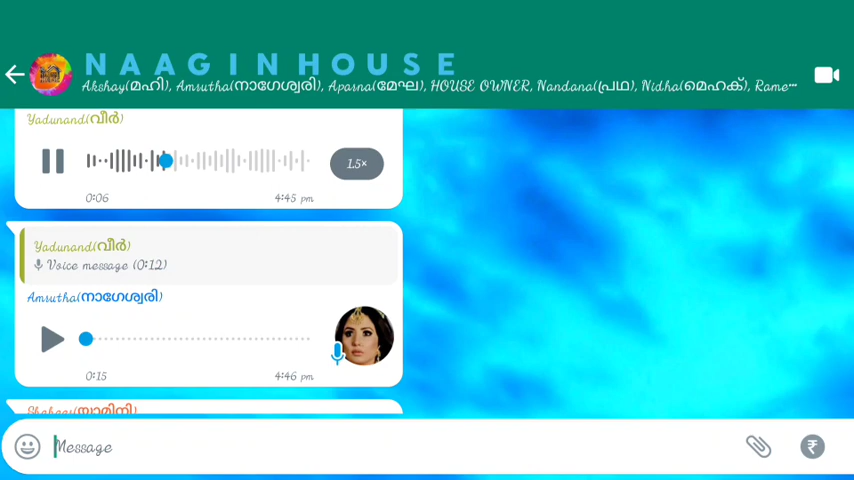 NAAGIN HOUSE
Akshay(മഹി), Amrutha(നാഗേശ്വരി), Aparna(മേഘ), HOUSE OWNER, Nandana(പ്രഥ), Nidha(മെഹക്), Rame...
Yadunand(വീർ)
1.5×
0:06 4:45 pm
Yadunand(വീർ)
Voice message (0:12)
Amrutha(നാഗേശ്വരി)
0:15 4:46 pm
Shahaas(യാമിനി)
Message